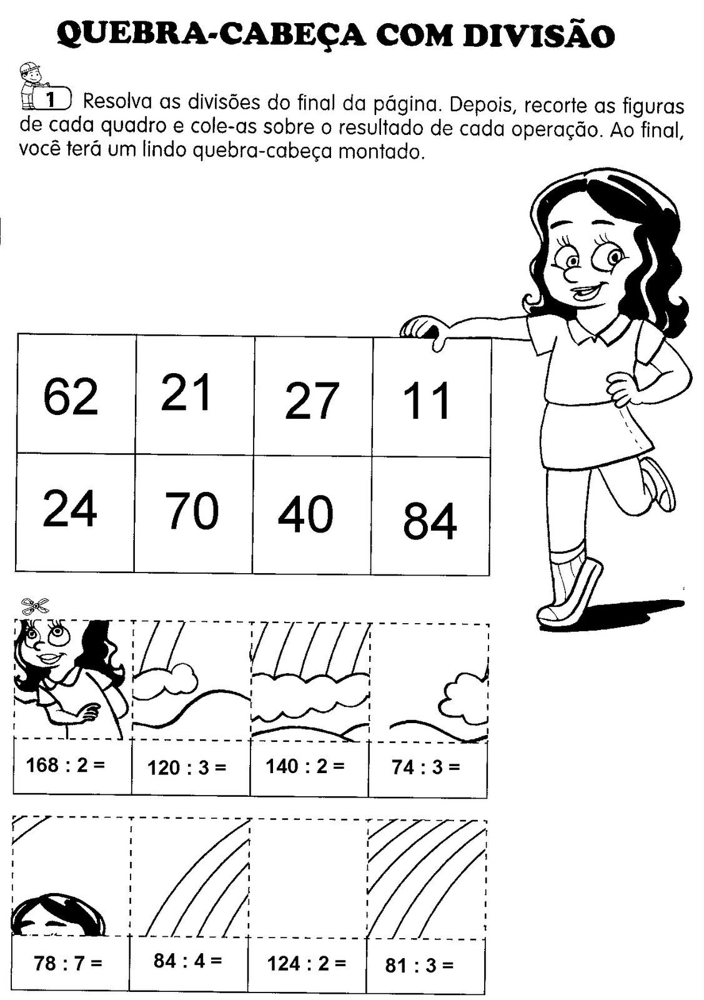 QUEBRA-CABEÇA COM DIVISÃO
1 Resolva as divisões do final da página. Depois, recorte as figuras
de cada quadro e cole-as sobre o resultado de cada operação. Ao final,
você terá um lindo quebra-cabeça montado.
62 21 27 11
24 70 40 84
168 : 2 = 120 : 3 = 140 : 2 = 74 : 3 =
78 : 7 = 84 : 4 = 124 : 2 = 81 : 3 =